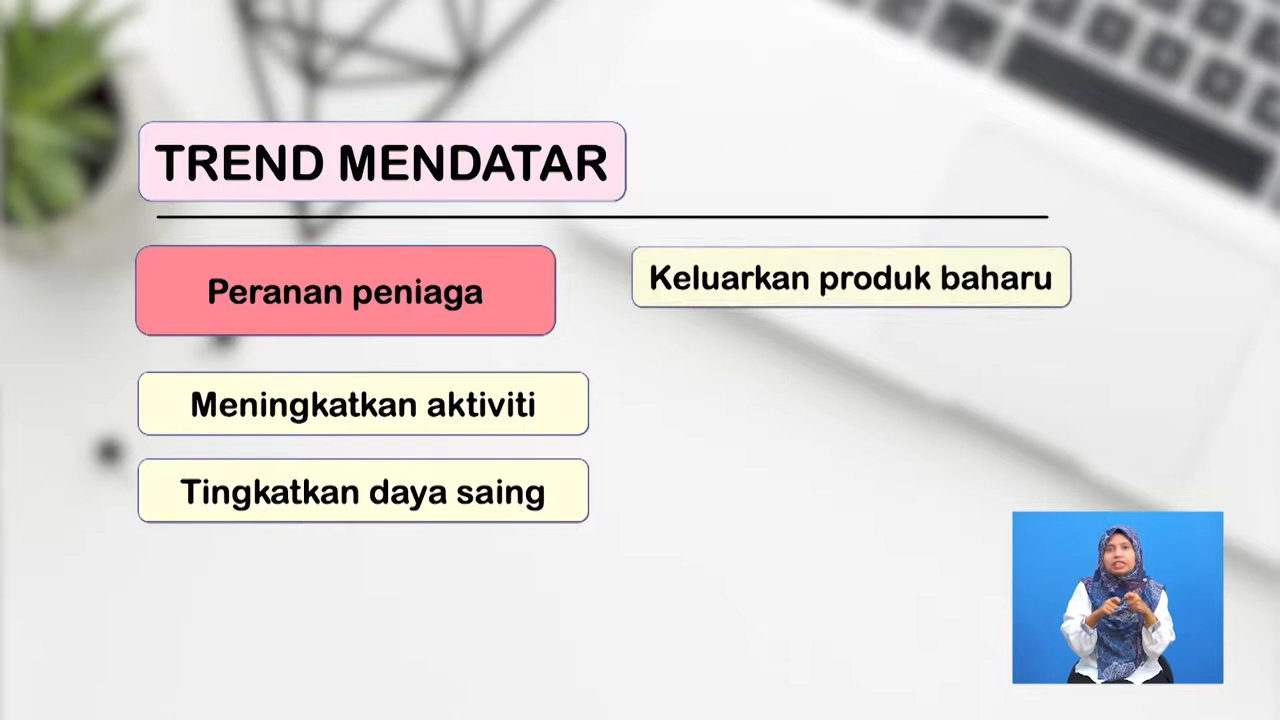 TREND MENDATAR
Peranan peniaga
Keluarkan produk baharu
Meningkatkan aktiviti
Tingkatkan daya saing